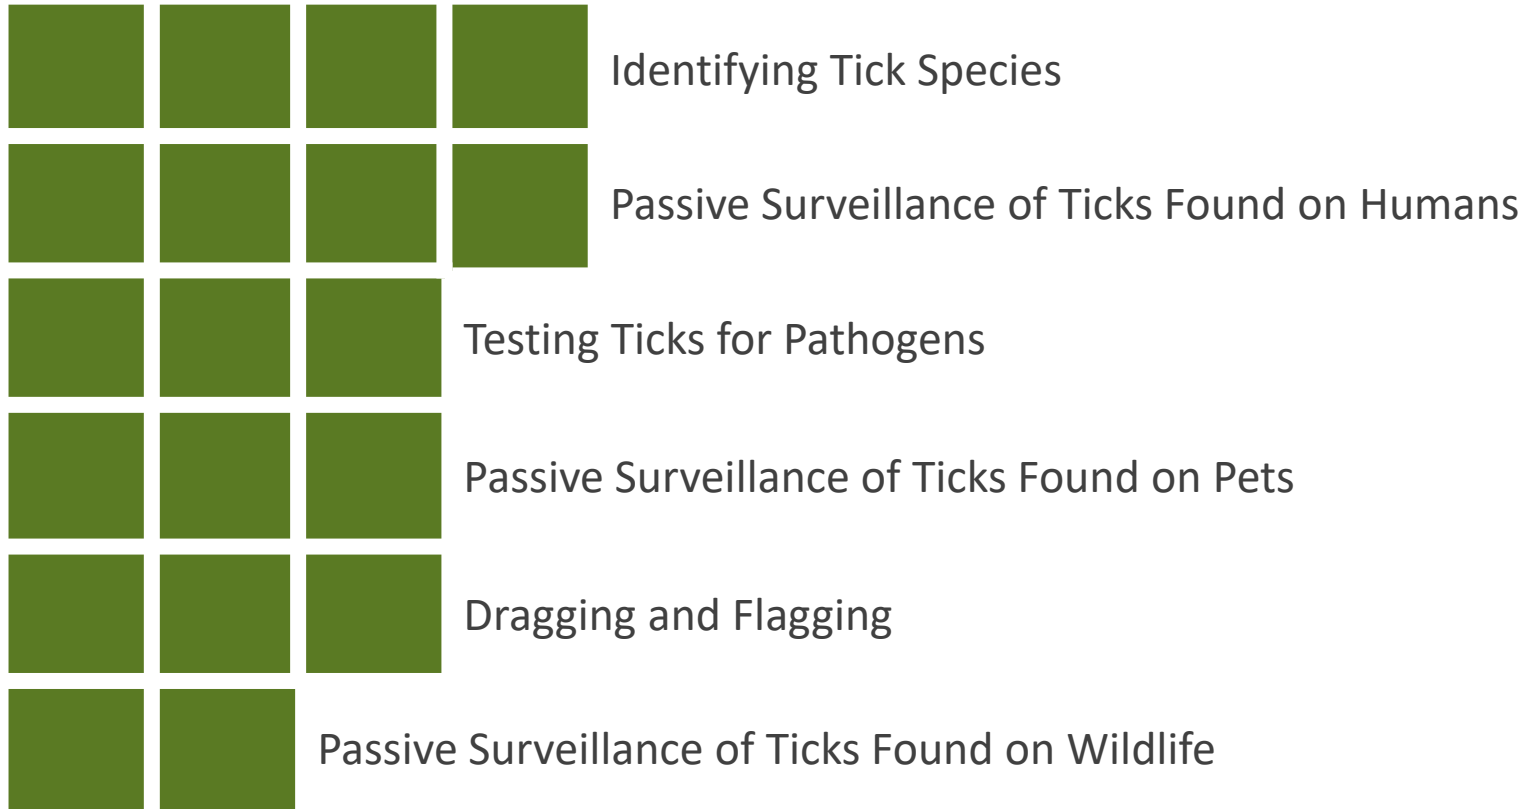 Identifying Tick Species
Passive Surveillance of Ticks Found on Humans
Testing Ticks for Pathogens
Passive Surveillance of Ticks Found on Pets
Dragging and Flagging
Passive Surveillance of Ticks Found on Wildlife